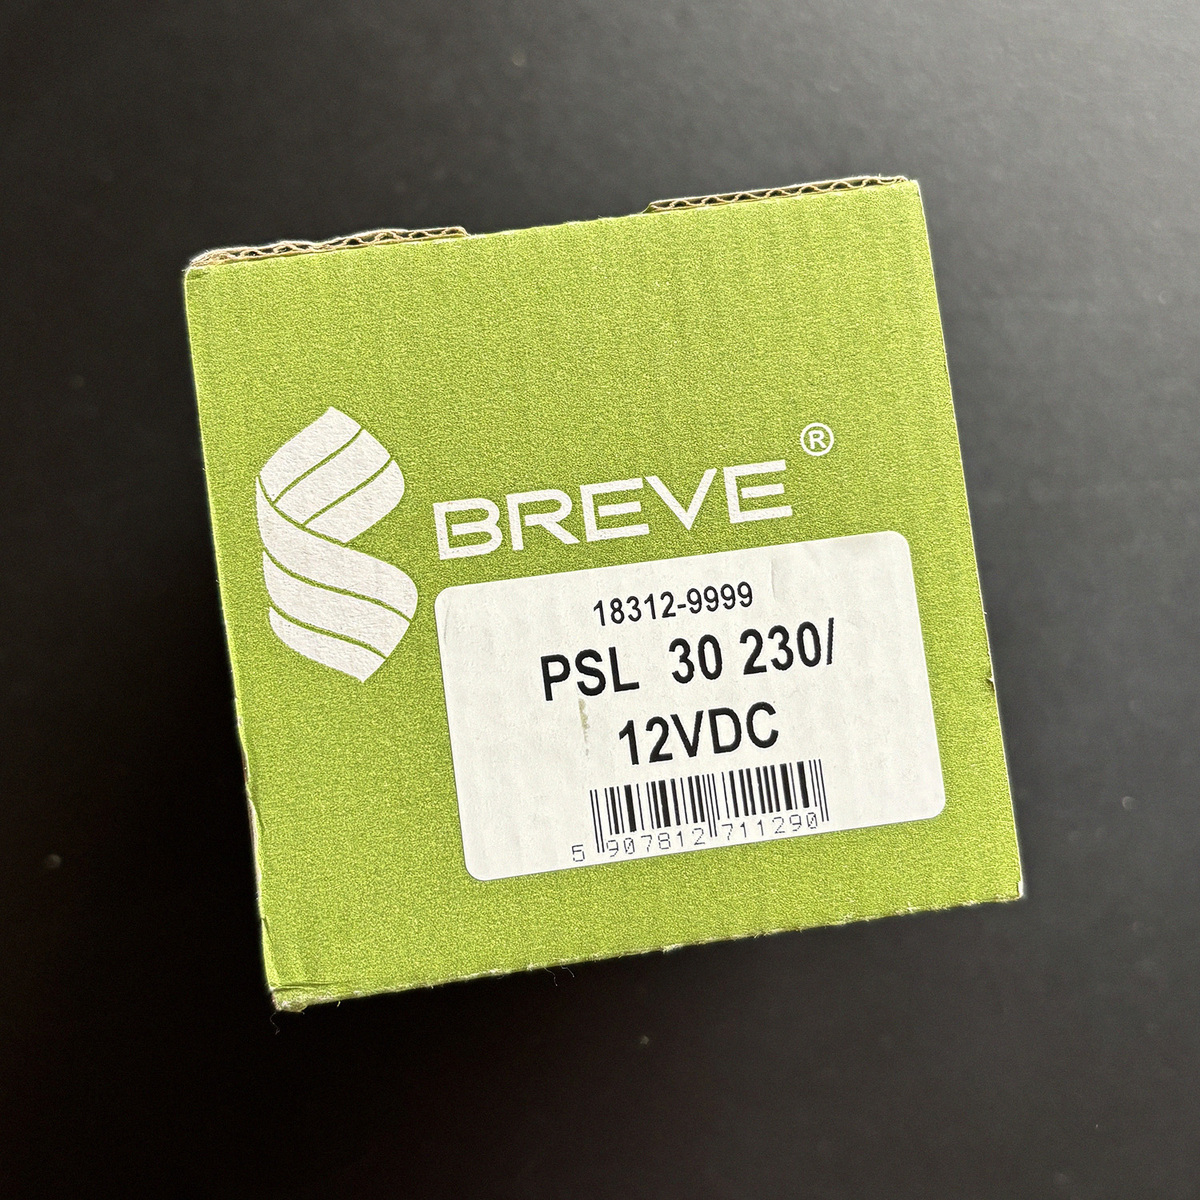 BREVE®
18312-9999
PSL 30 230/
12VDC
5 907812 711290